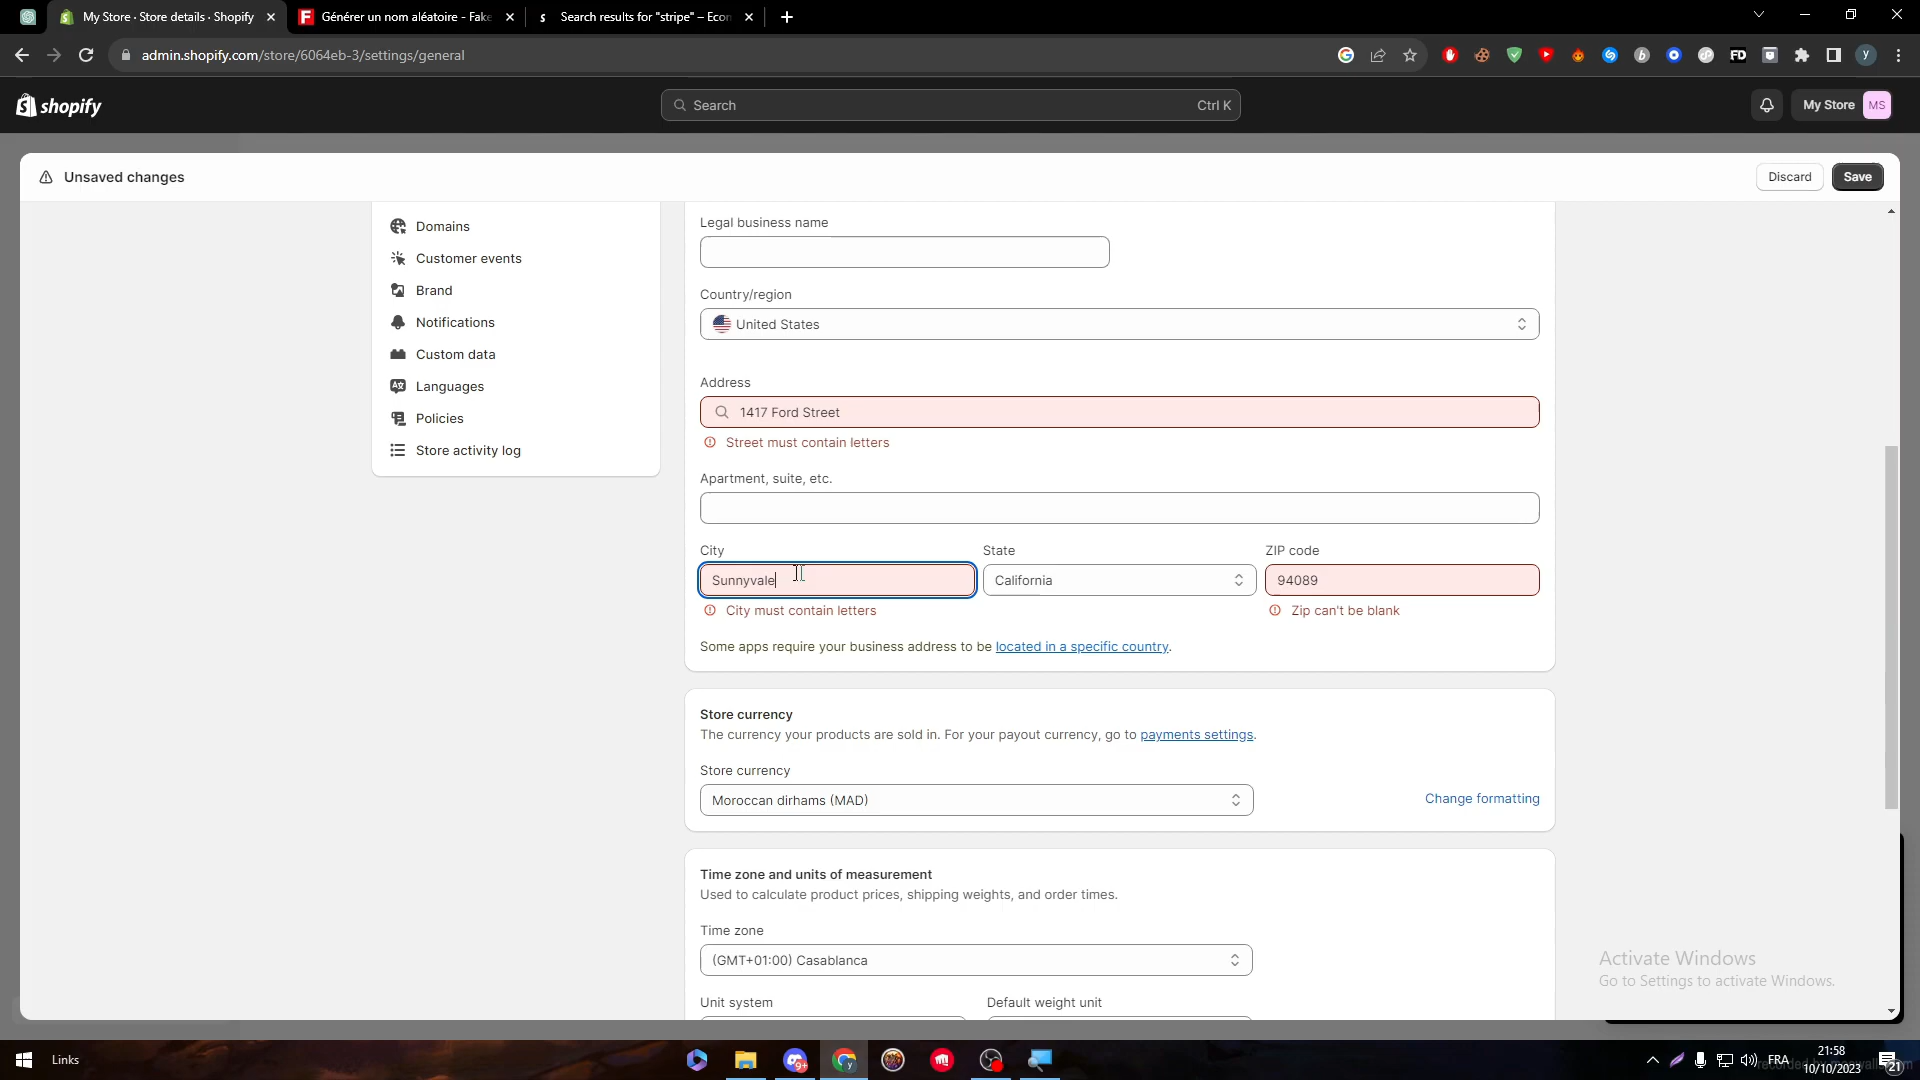 My Store · Store details · Shopify
Générer un nom aléatoire - Fake
Search results for "stripe" – Econ
admin.shopify.com/store/6064eb-3/settings/general
shopify
Search
Ctrl K
My Store
MS
Unsaved changes
Discard
Save
Domains
Customer events
Brand
Notifications
Custom data
Languages
Policies
Store activity log
Legal business name
Country/region
United States
Address
1417 Ford Street
Street must contain letters
Apartment, suite, etc.
City
State
ZIP code
Sunnyvale
California
94089
City must contain letters
Zip can't be blank
Some apps require your business address to be located in a specific country.
Store currency
The currency your products are sold in. For your payout currency, go to payments settings.
Store currency
Moroccan dirhams (MAD)
Change formatting
Time zone and units of measurement
Used to calculate product prices, shipping weights, and order times.
Time zone
(GMT+01:00) Casablanca
Unit system
Default weight unit
Activate Windows
Go to Settings to activate Windows.
Links
FRA
21:58
10/10/2023
21